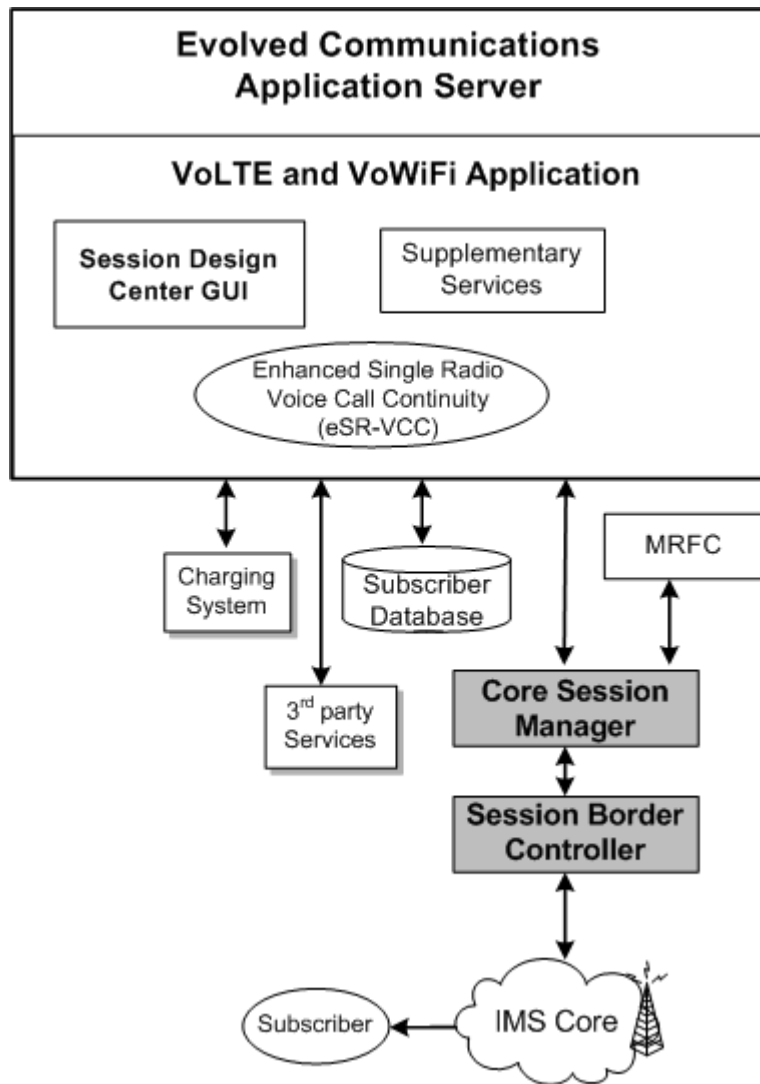 Evolved Communications
Application Server
VoLTE and VoWiFi Application
Session Design
Center GUI
Supplementary
Services
Enhanced Single Radio
Voice Call Continuity
(eSR-VCC)
MRFC
Charging
System
Subscriber
Database
3rd party
Services
Core Session
Manager
Session Border
Controller
IMS Core
Subscriber